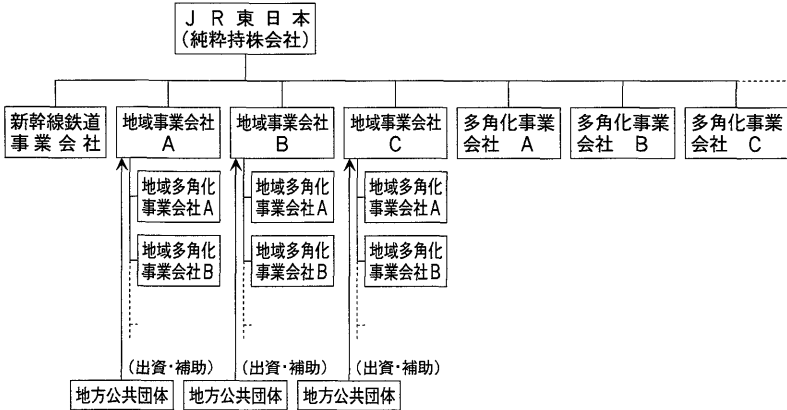 JR東日本
(純粋持株会社)
新幹線鉄道
事業会社
地域事業会社
A
地域事業会社
B
地域事業会社
C
多角化事業
会社 A
多角化事業
会社 B
多角化事業
会社 C
地域多角化
事業会社A
地域多角化
事業会社A
地域多角化
事業会社A
地域多角化
事業会社B
地域多角化
事業会社B
地域多角化
事業会社B
(出資・補助)
(出資・補助)
(出資・補助)
地方公共団体
地方公共団体
地方公共団体